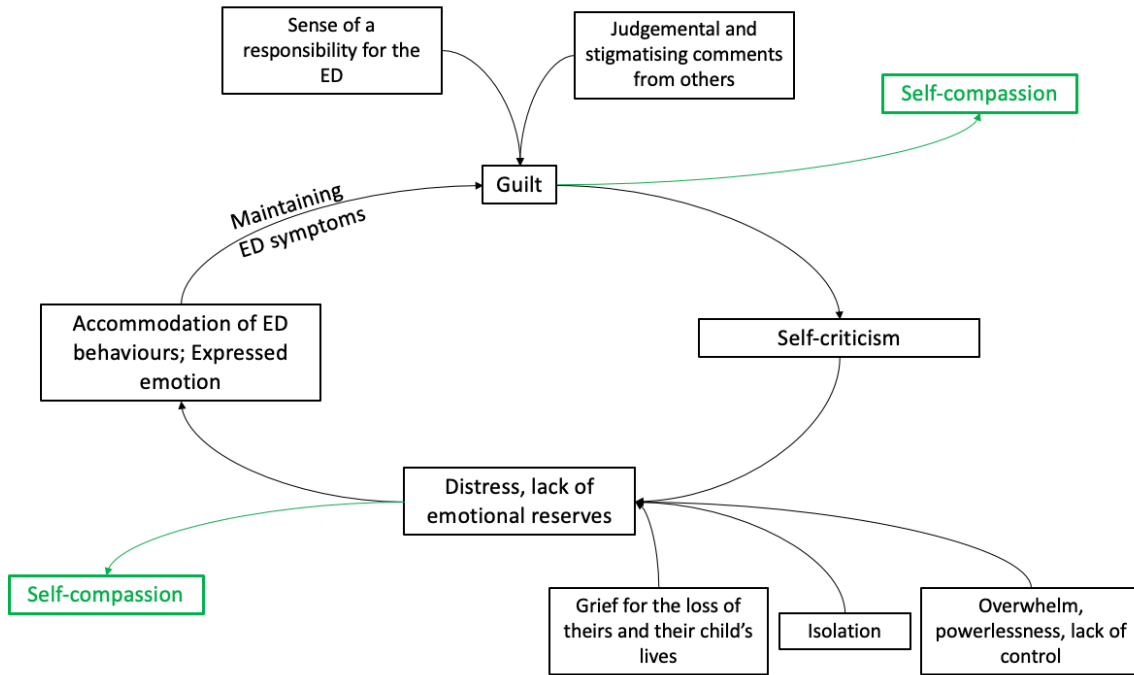 Sense of a
responsibility for the
ED
Judgemental and
stigmatising comments
from others
Self-compassion
Guilt
Maintaining
ED symptoms
Accommodation of ED
behaviours; Expressed
emotion
Self-criticism
Distress, lack of
emotional reserves
Self-compassion
Grief for the loss of
theirs and their child’s
lives
Isolation
Overwhelm,
powerlessness, lack of
control